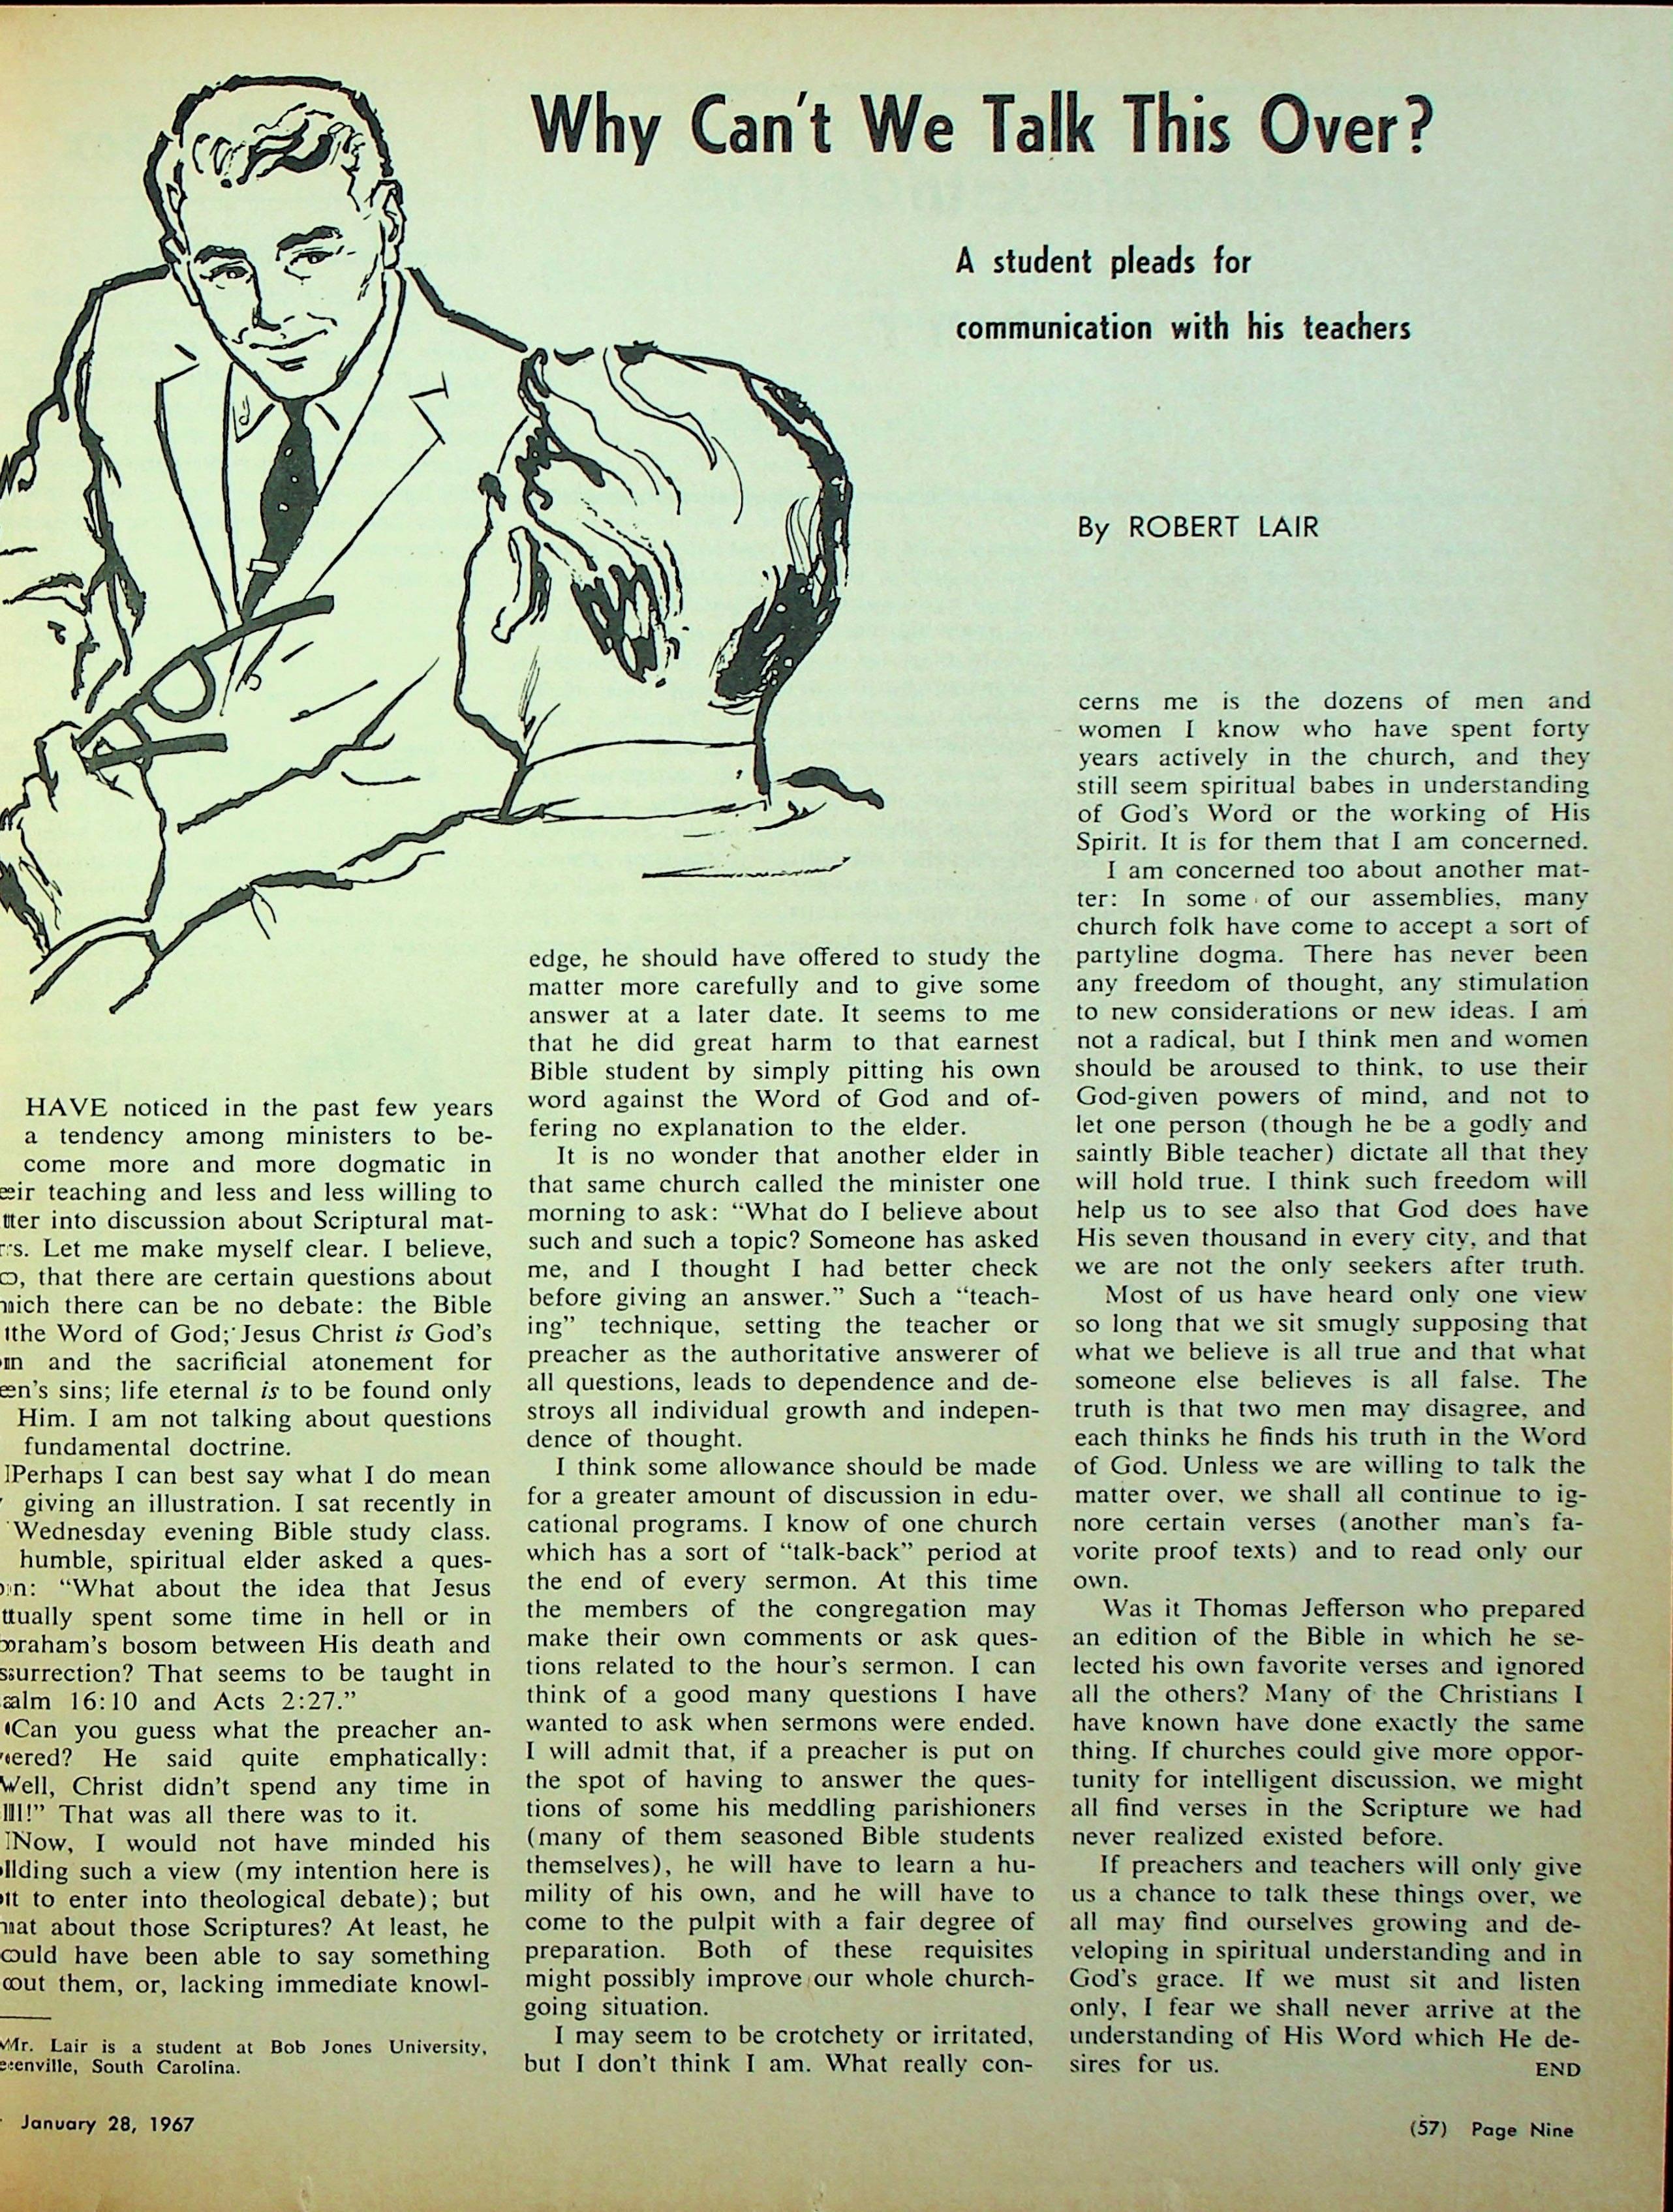 Why Can't We Talk This Over?
A student pleads for
communication with his teachers
By ROBERT LAIR
HAVE noticed in the past few years
a tendency among ministers to be-
come more and more dogmatic in
teaching and less and less willing to
into discussion about Scriptural mat-
Let me make myself clear. I believe,
that there are certain questions about
there can be no debate: the Bible
the Word of God; Jesus Christ is God's
and the sacrificial atonement for
sins; life eternal is to be found only
Him. I am not talking about questions
fundamental doctrine.
Perhaps I can best say what I do mean
giving an illustration. I sat recently in
Wednesday evening Bible study class.
humble, spiritual elder asked a ques-
"What about the idea that Jesus
spent some time in hell or in
bosom between His death and
That seems to be taught in
16:10 and Acts 2:27."
Can you guess what the preacher an-
He said quite emphatically:
Well, Christ didn't spend any time in
That was all there was to it.
Now, I would not have minded his
such a view (my intention here is
to enter into theological debate); but
about those Scriptures? At least, he
have been able to say something
them, or, lacking immediate knowl-
Mr. Lair is a student at Bob Jones University,
South Carolina.
edge, he should have offered to study the
matter more carefully and to give some
answer at a later date. It seems to me
that he did great harm to that earnest
Bible student by simply pitting his own
word against the Word of God and of-
fering no explanation to the elder.
It is no wonder that another elder in
that same church called the minister one
morning to ask: "What do I believe about
such and such a topic? Someone has asked
me, and I thought I had better check
before giving an answer." Such a "teach-
ing" technique, setting the teacher or
preacher as the authoritative answerer of
all questions, leads to dependence and de-
stroys all individual growth and indepen-
dence of thought.
I think some allowance should be made
for a greater amount of discussion in edu-
cational programs. I know of one church
which has a sort of "talk-back" period at
the end of every sermon. At this time
the members of the congregation may
make their own comments or ask ques-
tions related to the hour's sermon. I can
think of a good many questions I have
wanted to ask when sermons were ended.
I will admit that, if a preacher is put on
the spot of having to answer the ques-
tions of some his meddling parishioners
(many of them seasoned Bible students
themselves), he will have to learn a hu-
mility of his own, and he will have to
come to the pulpit with a fair degree of
preparation. Both of these requisites
might possibly improve our whole church-
going situation.
I may seem to be crotchety or irritated,
but I don't think I am. What really con-
cerns me is the dozens of men and
women I know who have spent forty
years actively in the church, and they
still seem spiritual babes in understanding
of God's Word or the working of His
Spirit. It is for them that I am concerned.
I am concerned too about another mat-
ter: In some of our assemblies, many
church folk have come to accept a sort of
partyline dogma. There has never been
any freedom of thought, any stimulation
to new considerations or new ideas. I am
not a radical, but I think men and women
should be aroused to think, to use their
God-given powers of mind, and not to
let one person (though he be a godly and
saintly Bible teacher) dictate all that they
will hold true. I think such freedom will
help us to see also that God does have
His seven thousand in every city, and that
we are not the only seekers after truth.
Most of us have heard only one view
so long that we sit smugly supposing that
what we believe is all true and that what
someone else believes is all false. The
truth is that two men may disagree, and
each thinks he finds his truth in the Word
of God. Unless we are willing to talk the
matter over, we shall all continue to ig-
nore certain verses (another man's fa-
vorite proof texts) and to read only our
own.
Was it Thomas Jefferson who prepared
an edition of the Bible in which he se-
lected his own favorite verses and ignored
all the others? Many of the Christians I
have known have done exactly the same
thing. If churches could give more oppor-
tunity for intelligent discussion, we might
all find verses in the Scripture we had
never realized existed before.
If preachers and teachers will only give
us a chance to talk these things over, we
all may find ourselves growing and de-
veloping in spiritual understanding and in
God's grace. If we must sit and listen
only, I fear we shall never arrive at the
understanding of His Word which He de-
sires for us. END
January 28, 1967
(57) Page Nine